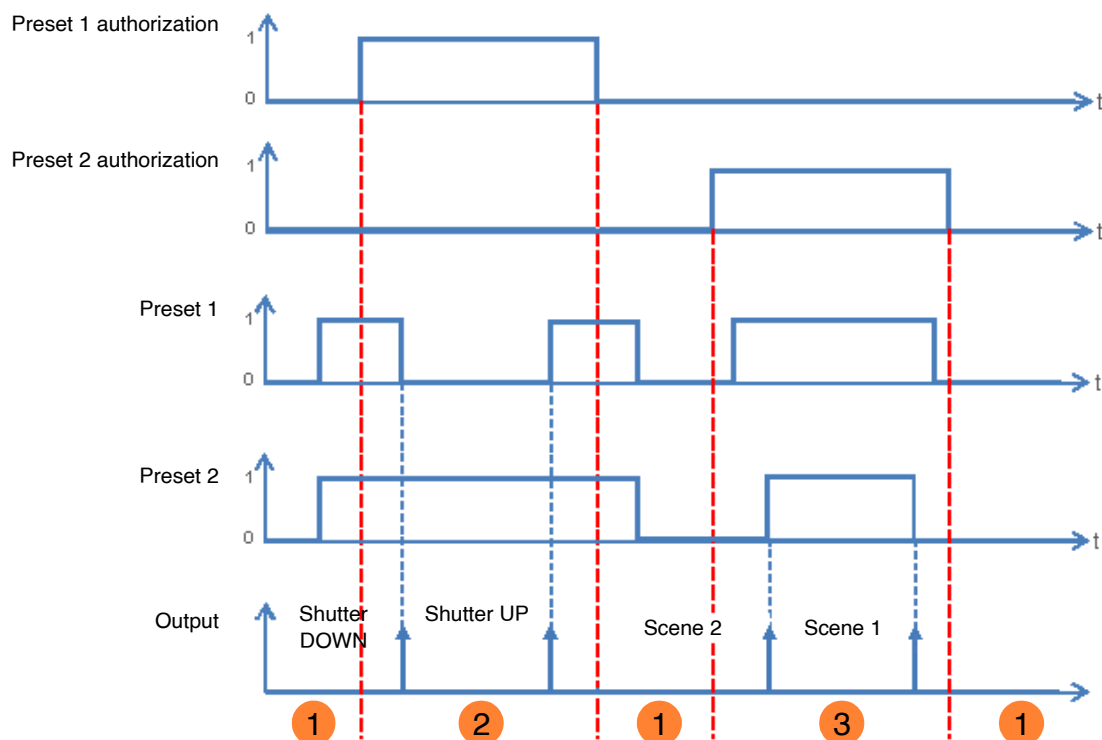 Preset 1 authorization
1
0
t
Preset 2 authorization
1
0
t
Preset 1
1
0
t
Preset 2
1
0
t
Output
Shutter
DOWN
Shutter UP
Scene 2
Scene 1
1
2
1
3
1